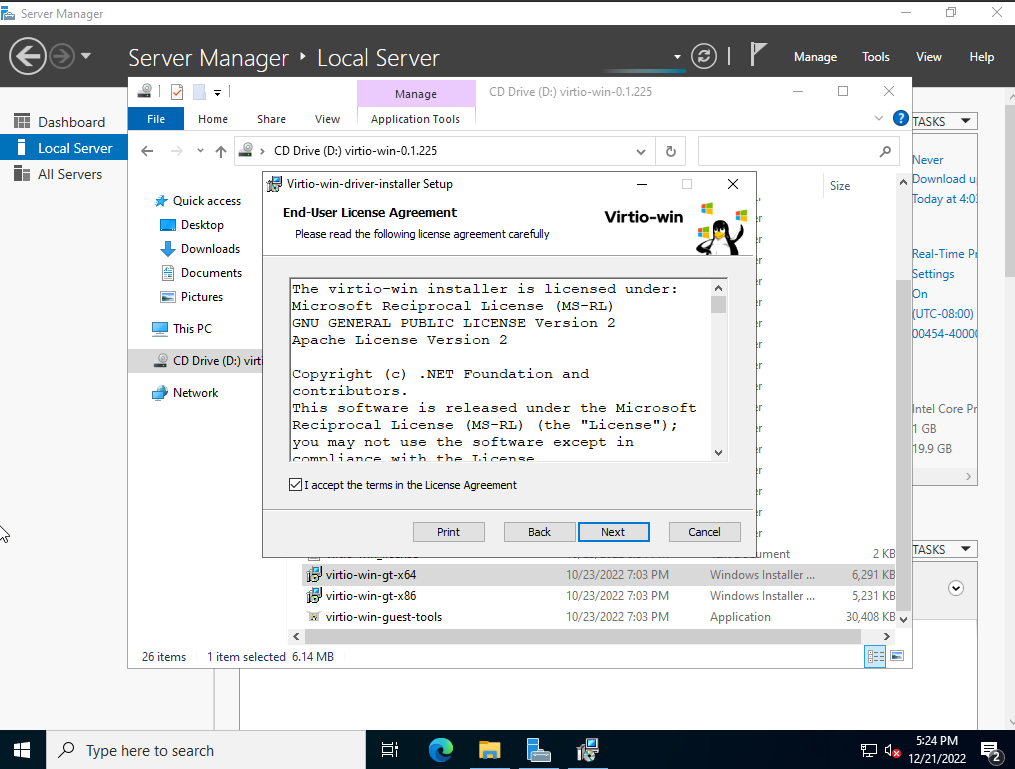 Server Manager
Server Manager ‣ Local Server
Manage
Tools
View
Help
Dashboard
Local Server
All Servers
Manage
CD Drive (D:) virtio-win-0.1.225
File
Home
Share
View
Application Tools
CD Drive (D:) virtio-win-0.1.225
Quick access
Desktop
Downloads
Documents
Pictures
This PC
CD Drive (D:) virti
Network
Size
Virtio-win-driver-installer Setup
End-User License Agreement
Please read the following license agreement carefully
Virtio-win
The virtio-win installer is licensed under:
Microsoft Reciprocal License (MS-RL)
GNU GENERAL PUBLIC LICENSE Version 2
Apache License Version 2
Copyright (c) .NET Foundation and
contributors.
This software is released under the Microsoft
Reciprocal License (MS-RL) (the "License");
you may not use the software except in
compliance with the License.
I accept the terms in the License Agreement
Print
Back
Next
Cancel
2 KB
virtio-win-gt-x64 10/23/2022 7:03 PM Windows Installer ... 6,291 KB
virtio-win-gt-x86 10/23/2022 7:03 PM Windows Installer ... 5,231 KB
virtio-win-guest-tools 10/23/2022 7:03 PM Application 30,408 KB
26 items
1 item selected 6.14 MB
TASKS
Never
Download u
Today at 4:03
Real-Time Pr
Settings
On
(UTC-08:00)
00454-40000
Intel Core Pr
1 GB
19.9 GB
TASKS
Type here to search
5:24 PM
12/21/2022
2